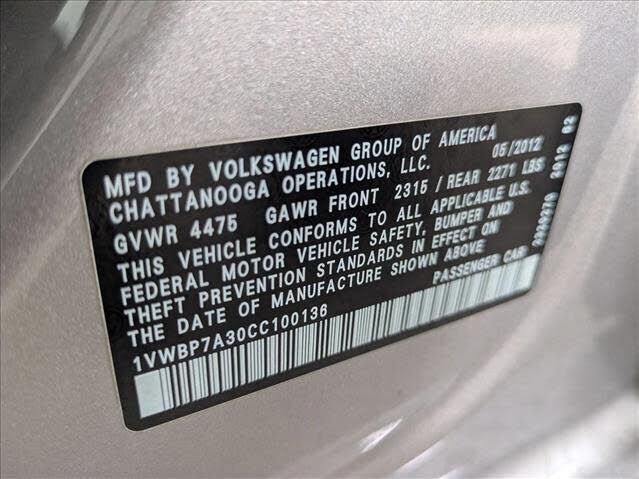 MFD BY VOLKSWAGEN GROUP OF AMERICA 05/2012
CHATTANOOGA OPERATIONS, LLC.
GVWR 4475 GAWR FRONT 2315 / REAR 2271 LBS
THIS VEHICLE CONFORMS TO ALL APPLICABLE U.S.
FEDERAL MOTOR VEHICLE SAFETY, BUMPER AND
THEFT PREVENTION STANDARDS IN EFFECT ON
THE DATE OF MANUFACTURE SHOWN ABOVE
1VWBP7A30CC100136 PASSENGER CAR